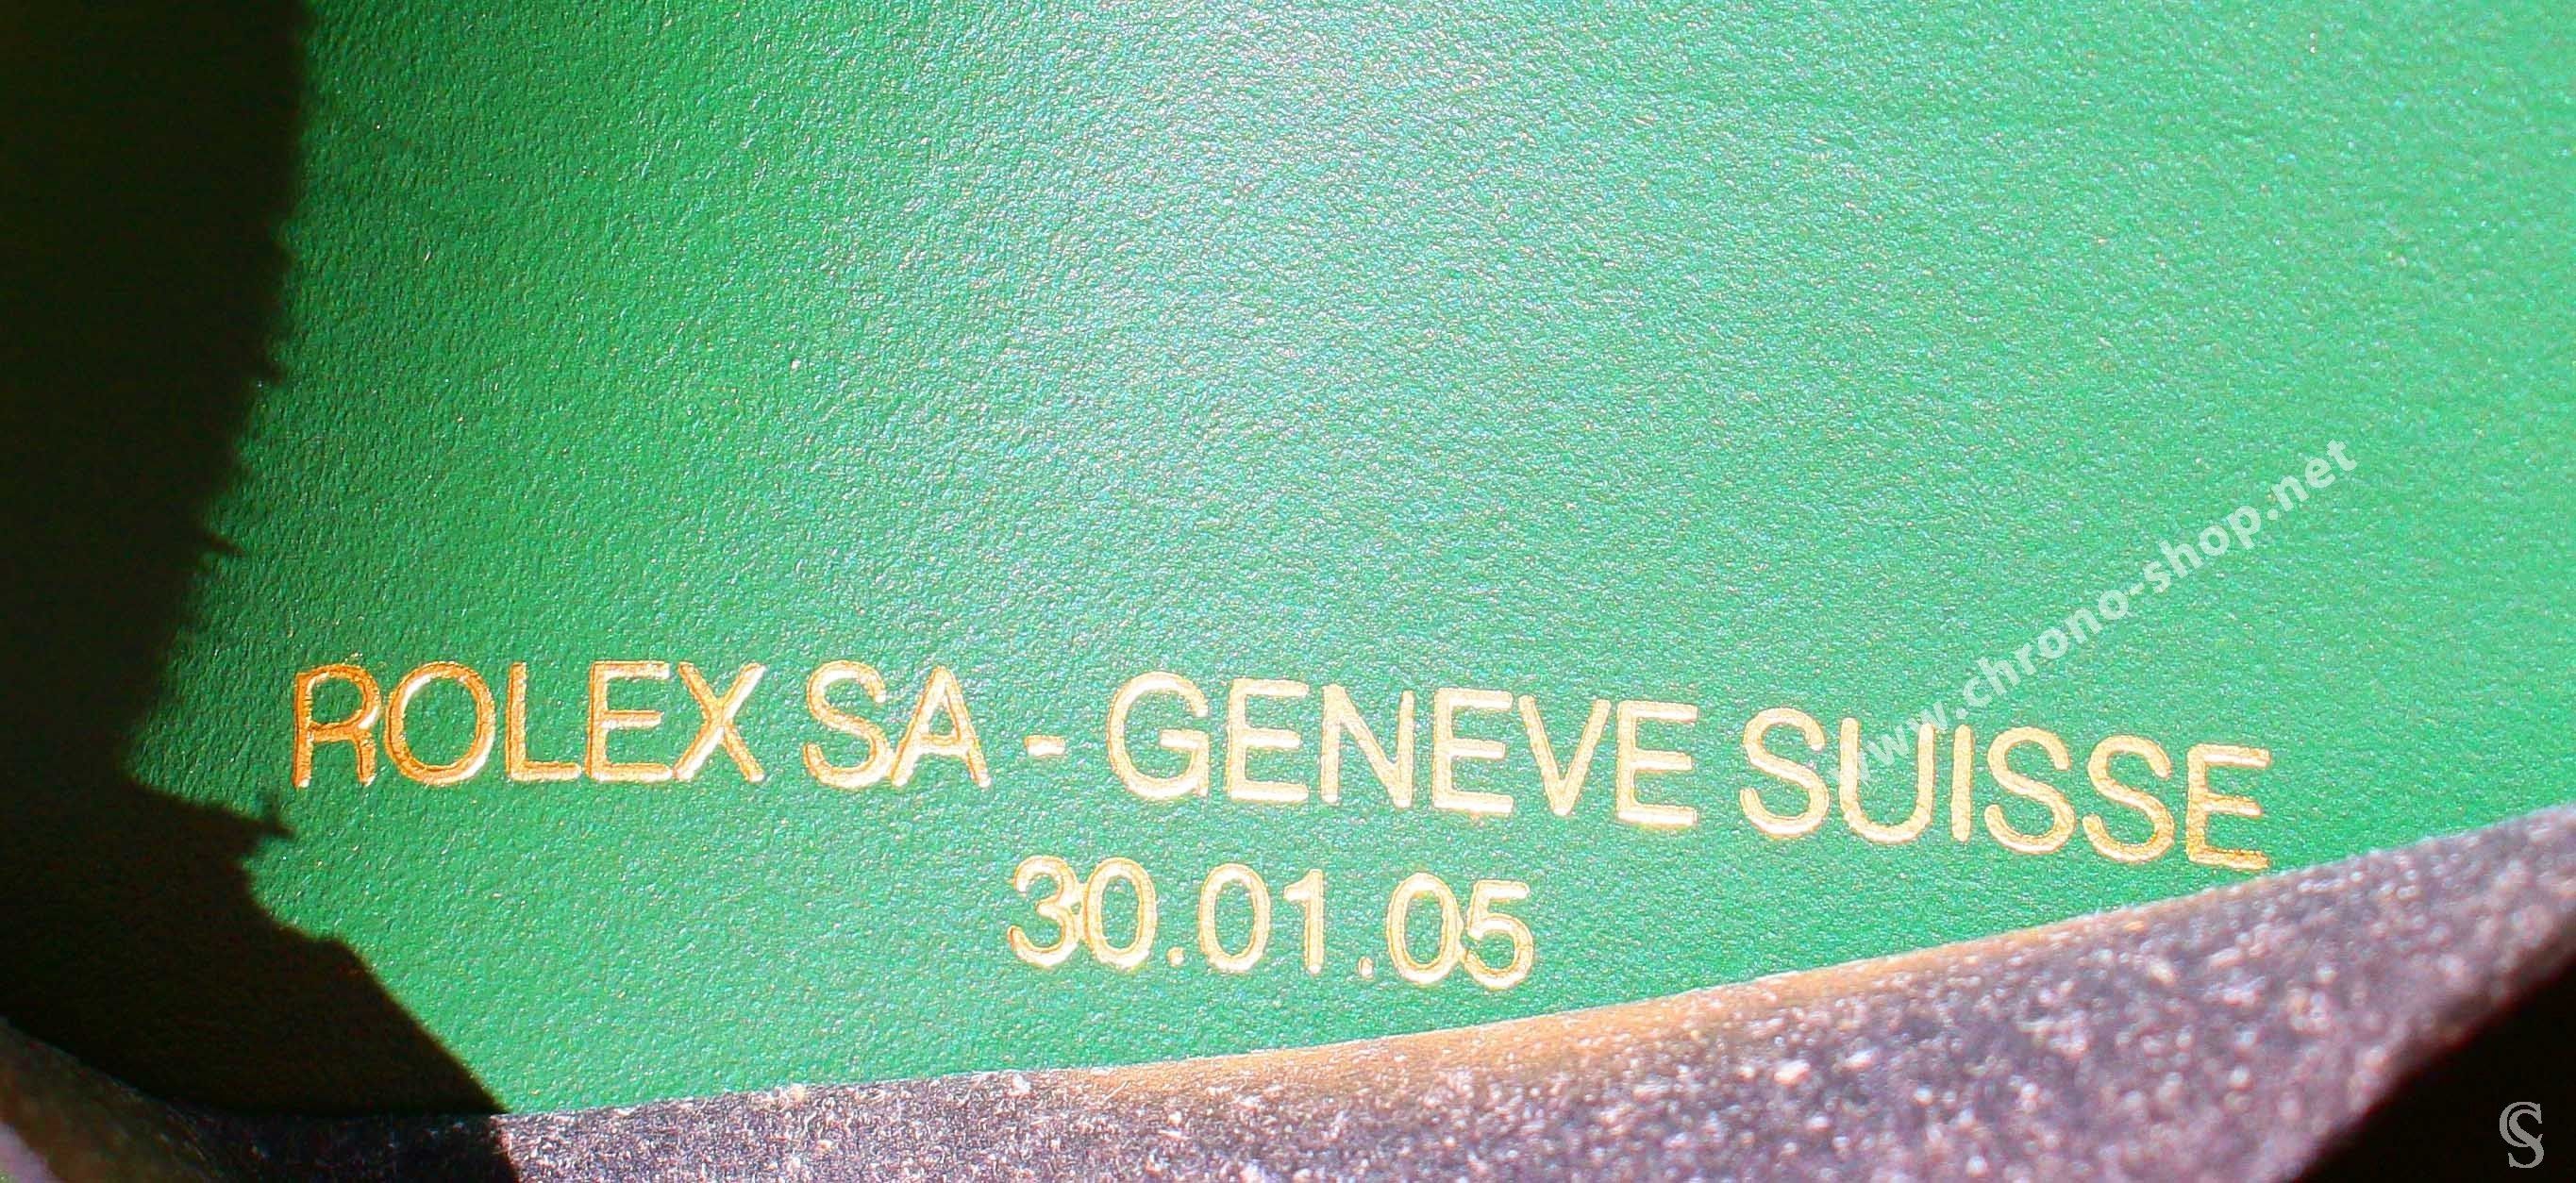 www.chrono-shop.net
ROLEX SA - GENEVE SUISSE
30.01.05